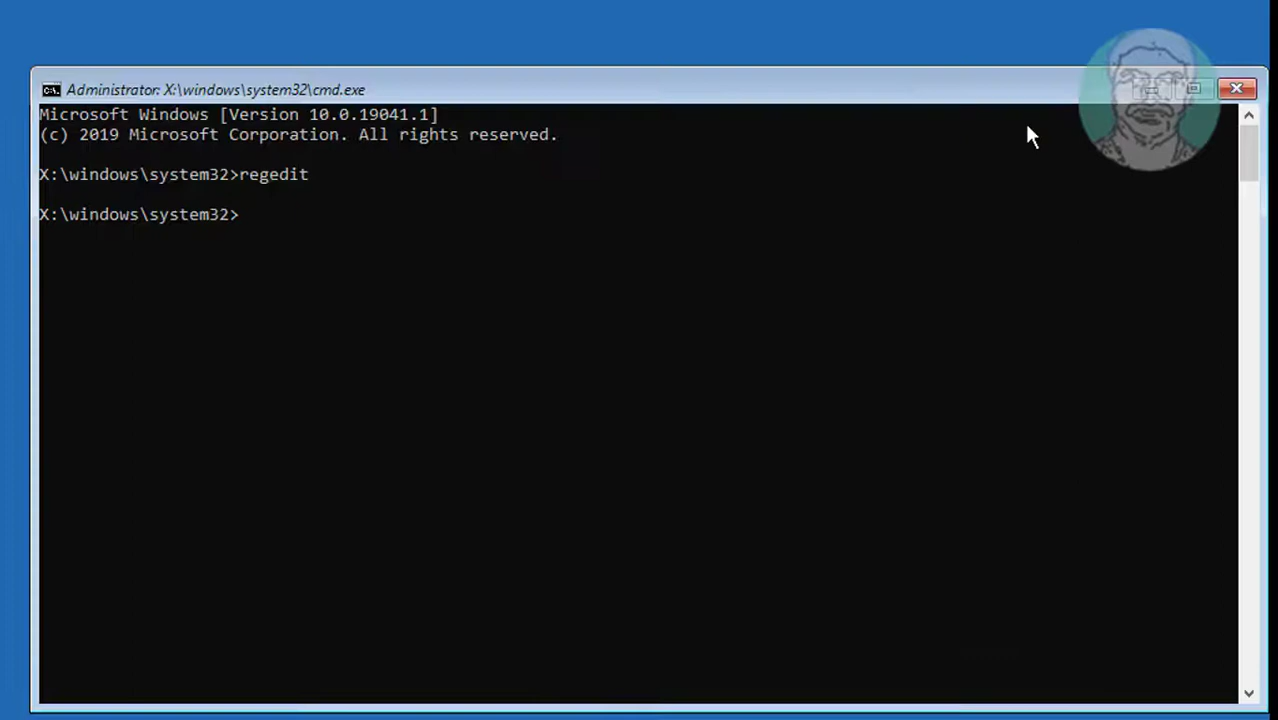 Administrator: X:\windows\system32\cmd.exe
Microsoft Windows [Version 10.0.19041.1]
(c) 2019 Microsoft Corporation. All rights reserved.
X:\windows\system32>regedit
X:\windows\system32>